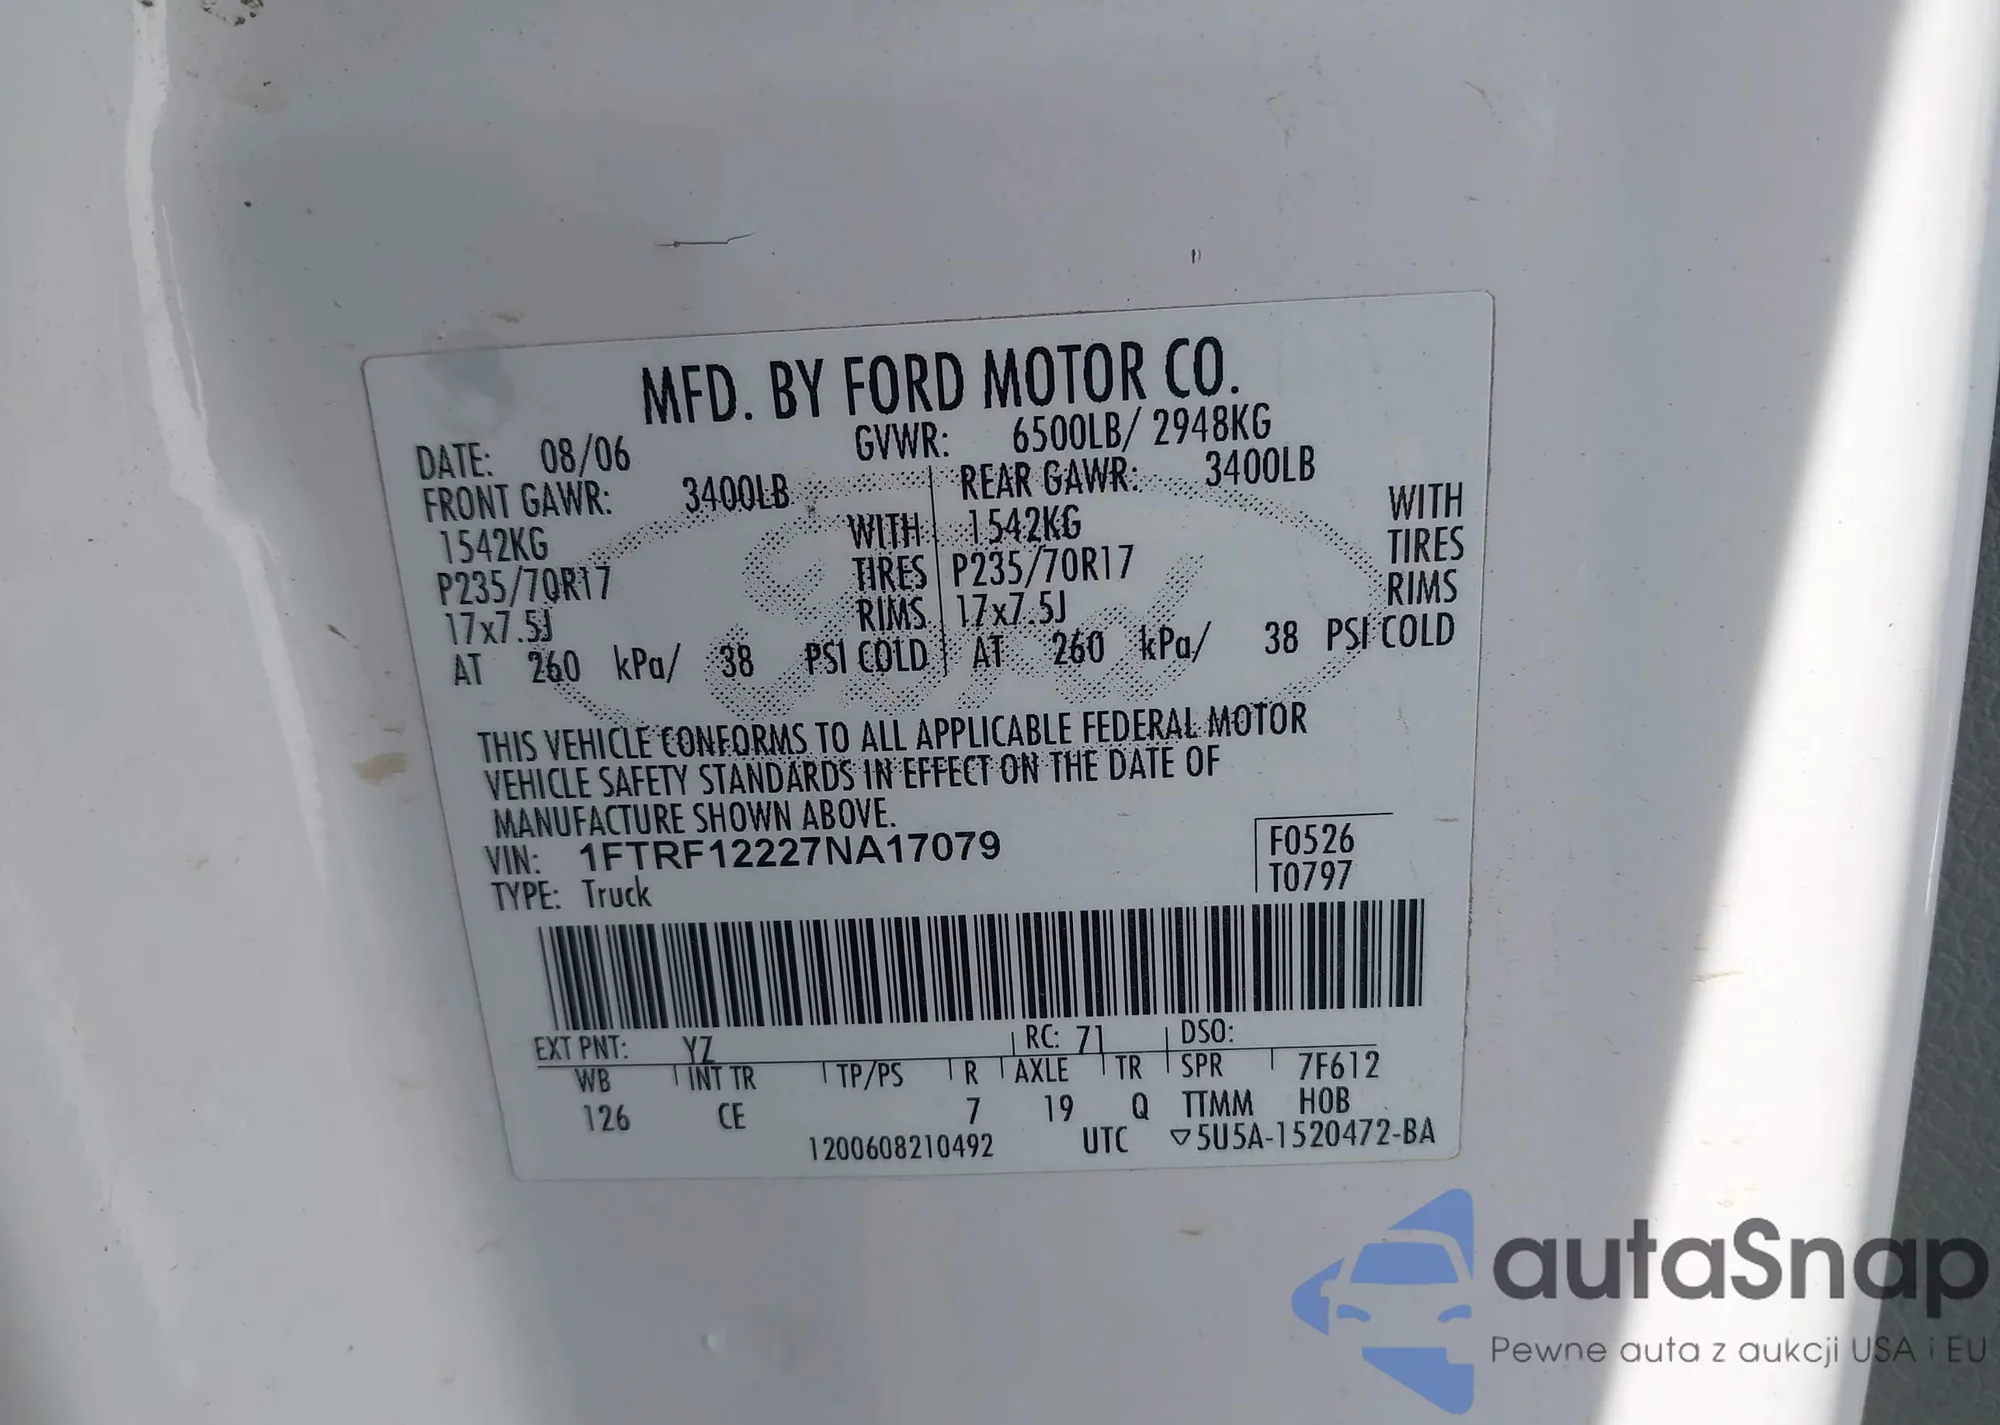 MFD. BY FORD MOTOR CO.
DATE: 08/06 GVWR: 6500LB/ 2948KG
FRONT GAWR: 3400LB REAR GAWR: 3400LB
1542KG WITH 1542KG WITH
P235/70R17 TIRES P235/70R17 TIRES
17x7.5J RIMS 17x7.5J RIMS
AT 260 kPa/ 38 PSI COLD AT 260 kPa/ 38 PSI COLD
THIS VEHICLE CONFORMS TO ALL APPLICABLE FEDERAL MOTOR
VEHICLE SAFETY STANDARDS IN EFFECT ON THE DATE OF
MANUFACTURE SHOWN ABOVE.
VIN: 1FTRF12227NA17079 F0526
TYPE: Truck T0797
EXT PNT: YZ RC: 71 DSO:
WB INT TR TP/PS R AXLE TR SPR 7F612
126 CE 7 19 Q TTMM HOB
1200608210492 UTC ▽5U5A-1520472-BA
Ford
autaSnap
Pewne auta z aukcji USA i EU